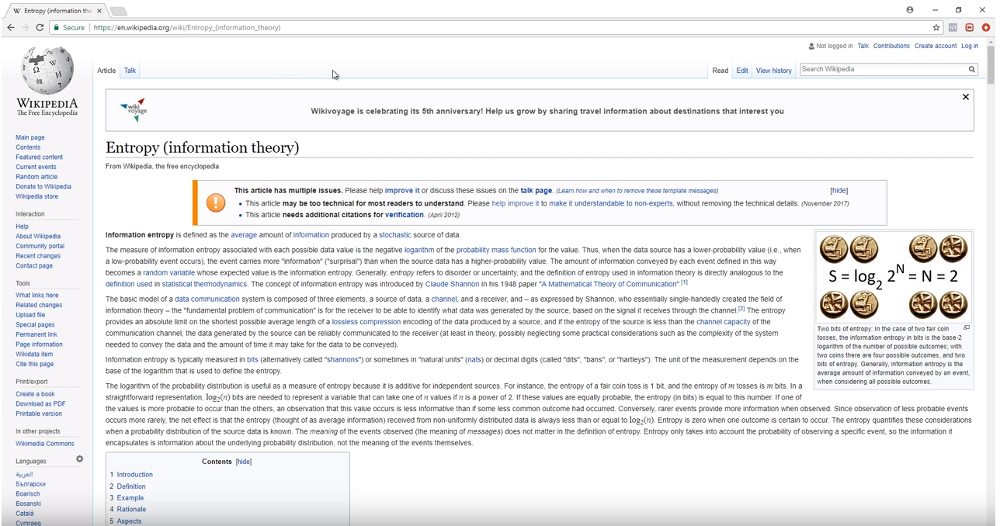 Entropy (information the
Secure https://en.wikipedia.org/wiki/Entropy_(information_theory)
Not logged in Talk Contributions Create account Log in
Article Talk Read Edit View history Search Wikipedia
WIKIPEDIA
The Free Encyclopedia
Main page
Contents
Featured content
Current events
Random article
Donate to Wikipedia
Wikipedia store
Interaction
Help
About Wikipedia
Community portal
Recent changes
Contact page
Tools
What links here
Related changes
Upload file
Special pages
Permanent link
Page information
Wikidata item
Cite this page
Print/export
Create a book
Download as PDF
Printable version
In other projects
Wikimedia Commons
Languages
العربية
Български
Boarisch
Bosanski
Català
Cymraeg
wiki
voyage
Wikivoyage is celebrating its 5th anniversary! Help us grow by sharing travel information about destinations that interest you
Entropy (information theory)
From Wikipedia, the free encyclopedia
This article has multiple issues. Please help improve it or discuss these issues on the talk page. (Learn how and when to remove these template messages) [hide]
• This article may be too technical for most readers to understand. Please help improve it to make it understandable to non-experts, without removing the technical details. (November 2017)
• This article needs additional citations for verification. (April 2012)
Information entropy is defined as the average amount of information produced by a stochastic source of data.
The measure of information entropy associated with each possible data value is the negative logarithm of the probability mass function for the value. Thus, when the data source has a lower-probability value (i.e., when
a low-probability event occurs), the event carries more "information" ("surprisal") than when the source data has a higher-probability value. The amount of information conveyed by each event defined in this way
becomes a random variable whose expected value is the information entropy. Generally, entropy refers to disorder or uncertainty, and the definition of entropy used in information theory is directly analogous to the
definition used in statistical thermodynamics. The concept of information entropy was introduced by Claude Shannon in his 1948 paper "A Mathematical Theory of Communication".[1]
The basic model of a data communication system is composed of three elements, a source of data, a channel, and a receiver, and – as expressed by Shannon, who essentially single-handedly created the field of
information theory – the "fundamental problem of communication" is for the receiver to be able to identify what data was generated by the source, based on the signal it receives through the channel.[2] The entropy
provides an absolute limit on the shortest possible average length of a lossless compression encoding of the data produced by a source, and if the entropy of the source is less than the channel capacity of the
communication channel, the data generated by the source can be reliably communicated to the receiver (at least in theory, possibly neglecting some practical considerations such as the complexity of the system
needed to convey the data and the amount of time it may take for the data to be conveyed).
Information entropy is typically measured in bits (alternatively called "shannons") or sometimes in "natural units" (nats) or decimal digits (called "dits", "bans", or "hartleys"). The unit of the measurement depends on the
base of the logarithm that is used to define the entropy.
The logarithm of the probability distribution is useful as a measure of entropy because it is additive for independent sources. For instance, the entropy of a fair coin toss is 1 bit, and the entropy of m tosses is m bits. In a
straightforward representation, log2(n) bits are needed to represent a variable that can take one of n values if n is a power of 2. If these values are equally probable, the entropy (in bits) is equal to this number. If one of
the values is more probable to occur than the others, an observation that this value occurs is less informative than if some less common outcome had occurred. Conversely, rarer events provide more information when observed. Since observation of less probable events
occurs more rarely, the net effect is that the entropy (thought of as average information) received from non-uniformly distributed data is always less than or equal to log2(n). Entropy is zero when one outcome is certain to occur. The entropy quantifies these considerations
when a probability distribution of the source data is known. The meaning of the events observed (the meaning of messages) does not matter in the definition of entropy. Entropy only takes into account the probability of observing a specific event, so the information it
encapsulates is information about the underlying probability distribution, not the meaning of the events themselves.
S = log2 2^N = N = 2
Two bits of entropy: In the case of two fair coin
tosses, the information entropy in bits is the base-2
logarithm of the number of possible outcomes; with
two coins there are four possible outcomes, and two
bits of entropy. Generally, information entropy is the
average amount of information conveyed by an event,
when considering all possible outcomes.
Contents [hide]
1 Introduction
2 Definition
3 Example
4 Rationale
5 Aspects